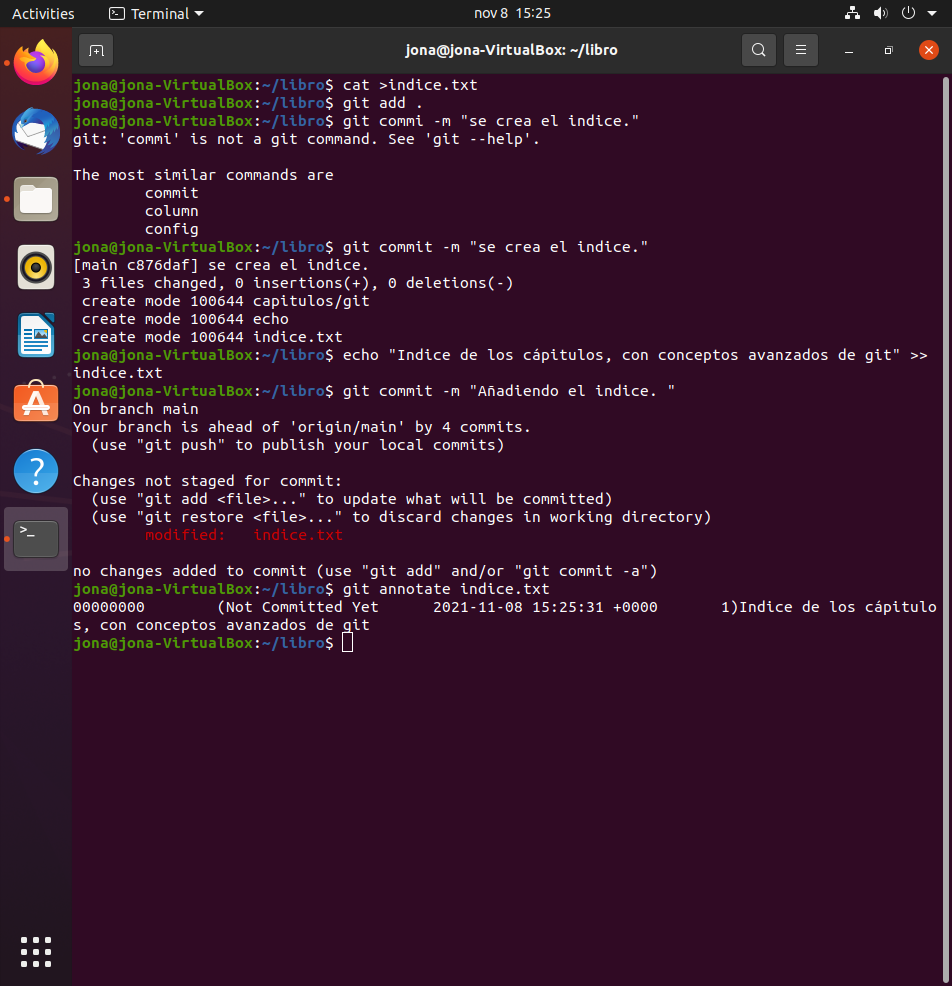 Activities Terminal nov 8 15:25
jona@jona-VirtualBox: ~/libro
jona@jona-VirtualBox:~/libro$ cat >indice.txt
jona@jona-VirtualBox:~/libro$ git add .
jona@jona-VirtualBox:~/libro$ git commi -m "se crea el indice."
git: 'commi' is not a git command. See 'git --help'.
The most similar commands are
commit
column
config
jona@jona-VirtualBox:~/libro$ git commit -m "se crea el indice."
[main c876daf] se crea el indice.
3 files changed, 0 insertions(+), 0 deletions(-)
create mode 100644 capitulos/git
create mode 100644 echo
create mode 100644 indice.txt
jona@jona-VirtualBox:~/libro$ echo "Indice de los cápitulos, con conceptos avanzados de git" >>
indice.txt
jona@jona-VirtualBox:~/libro$ git commit -m "Añadiendo el indice. "
On branch main
Your branch is ahead of 'origin/main' by 4 commits.
(use "git push" to publish your local commits)
Changes not staged for commit:
(use "git add <file>..." to update what will be committed)
(use "git restore <file>..." to discard changes in working directory)
modified: indice.txt
no changes added to commit (use "git add" and/or "git commit -a")
jona@jona-VirtualBox:~/libro$ git annotate indice.txt
00000000 (Not Committed Yet 2021-11-08 15:25:31 +0000 1)Indice de los cápitulo
s, con conceptos avanzados de git
jona@jona-VirtualBox:~/libro$